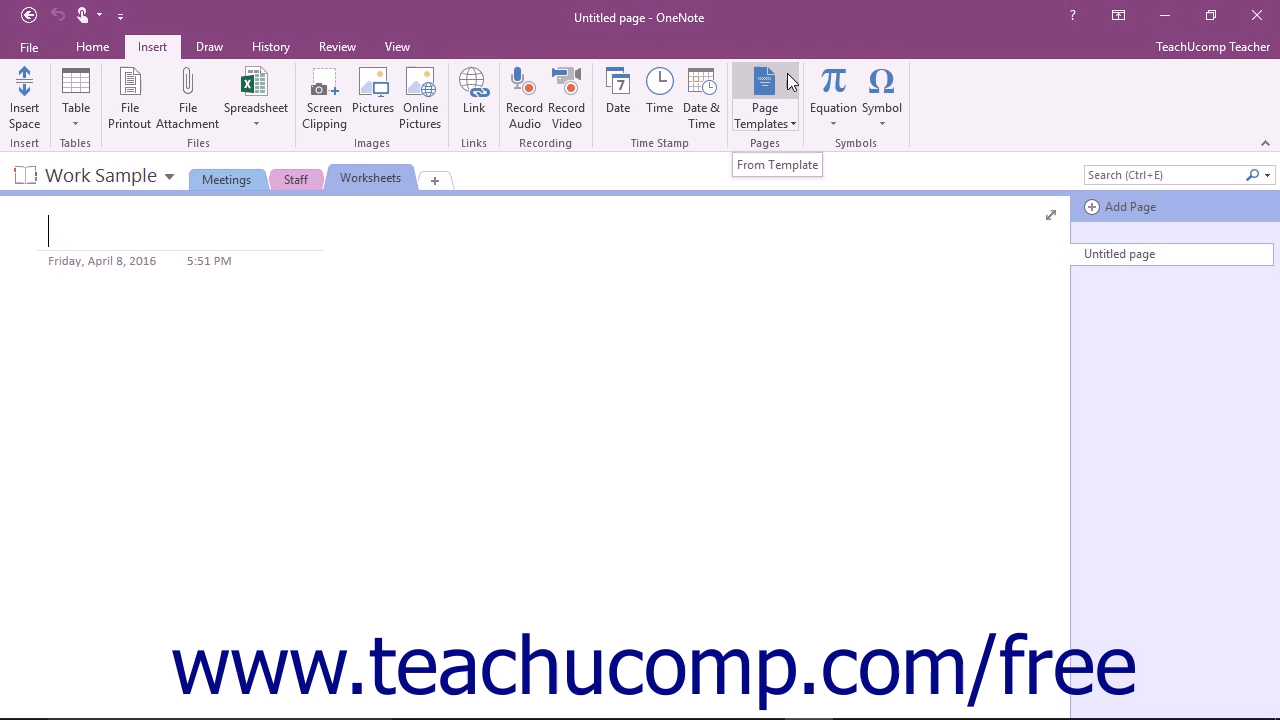 Untitled page - OneNote
?
File Home Insert Draw History Review View TeachUcomp Teacher
Insert Space
Table
File Printout
File Attachment
Spreadsheet
Screen Clipping
Pictures
Online Pictures
Link
Record Audio
Record Video
7
Date
Time
Date & Time
Page Templates
π
Equation
Ω
Symbol
Insert Tables Files Images Links Recording Time Stamp Pages Symbols
From Template
Work Sample Meetings Staff Worksheets + Search (Ctrl+E)
Add Page
Untitled page
Friday, April 8, 2016 5:51 PM
www.teachucomp.com/free